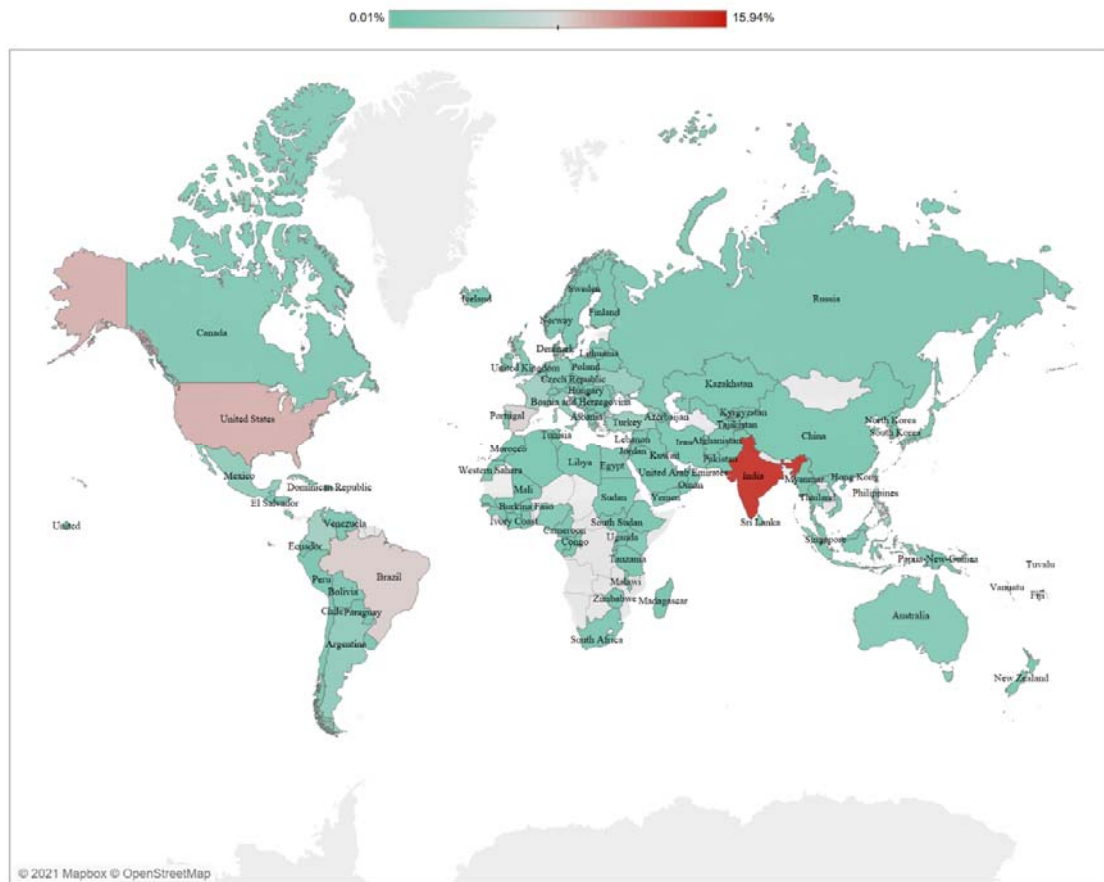 0.01%
15.94%
Iceland
Sweden
Finland
Norway
Russia
Canada
Denmark
Lithuania
United Kingdom
Poland
Czech Republic
Hungary
Bosnia and Herzegovina
Kazakhstan
United States
Portugal
Albania
Turkey
Azerbaijan
Kyrgyzstan
Tajikistan
North Korea
South Korea
China
Tunisia
Lebanon
Jordan
Iran
Afghanistan
Morocco
Kuwait
Pakistan
Western Sahara
Libya
Egypt
United Arab Emirates
India
Hong Kong
Mexico
Dominican Republic
Mali
Oman
Myanmar
El Salvador
Burkina Faso
Sudan
Yemen
Thailand
Philippines
United
Venezuela
Ivory Coast
South Sudan
Sri Lanka
Cameroon
Uganda
Ecuador
Congo
Singapore
Tanzania
Papua-New-Guinea
Tuvalu
Peru
Brazil
Malawi
Bolivia
Zimbabwe
Madagascar
Vanuatu
Fiji
Chile
Paraguay
Australia
South Africa
Argentina
New Zealand
© 2021 Mapbox © OpenStreetMap